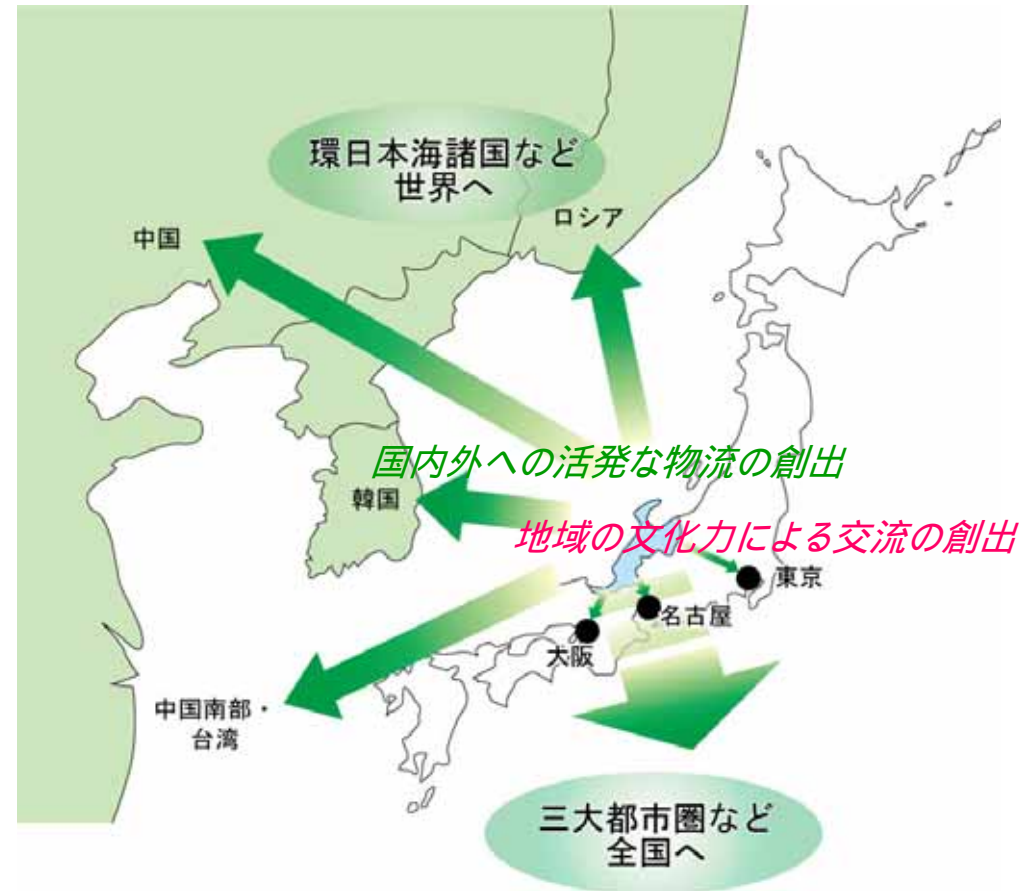 環日本海諸国など
世界へ
ロシア
中国
国内外への活発な物流の創出
韓国
地域の文化力による交流の創出
東京
名古屋
大阪
中国南部・
台湾
三大都市圏など
全国へ